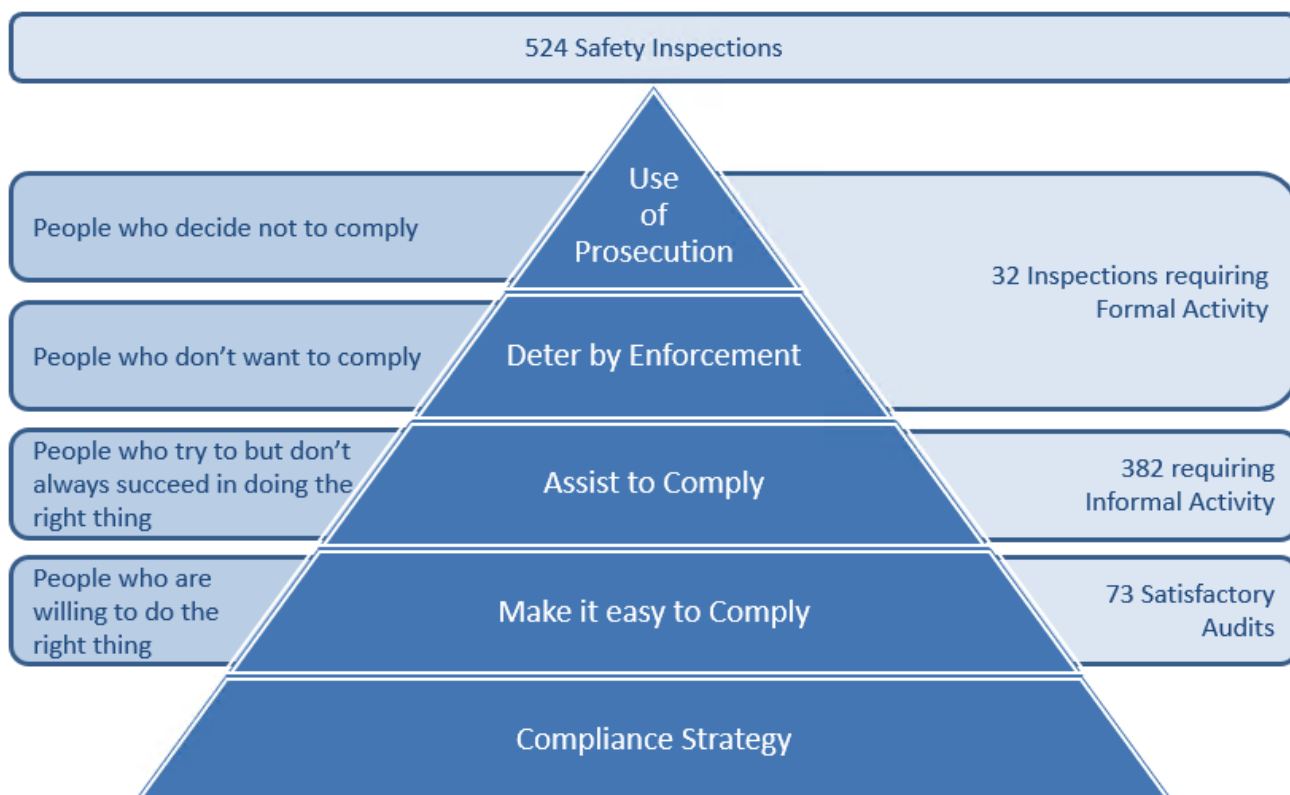 524 Safety Inspections
Use
of
Prosecution
People who decide not to comply
32 Inspections requiring
Formal Activity
People who don’t want to comply
Deter by Enforcement
People who try to but don’t
always succeed in doing the
right thing
Assist to Comply
382 requiring
Informal Activity
People who are
willing to do the
right thing
Make it easy to Comply
73 Satisfactory
Audits
Compliance Strategy